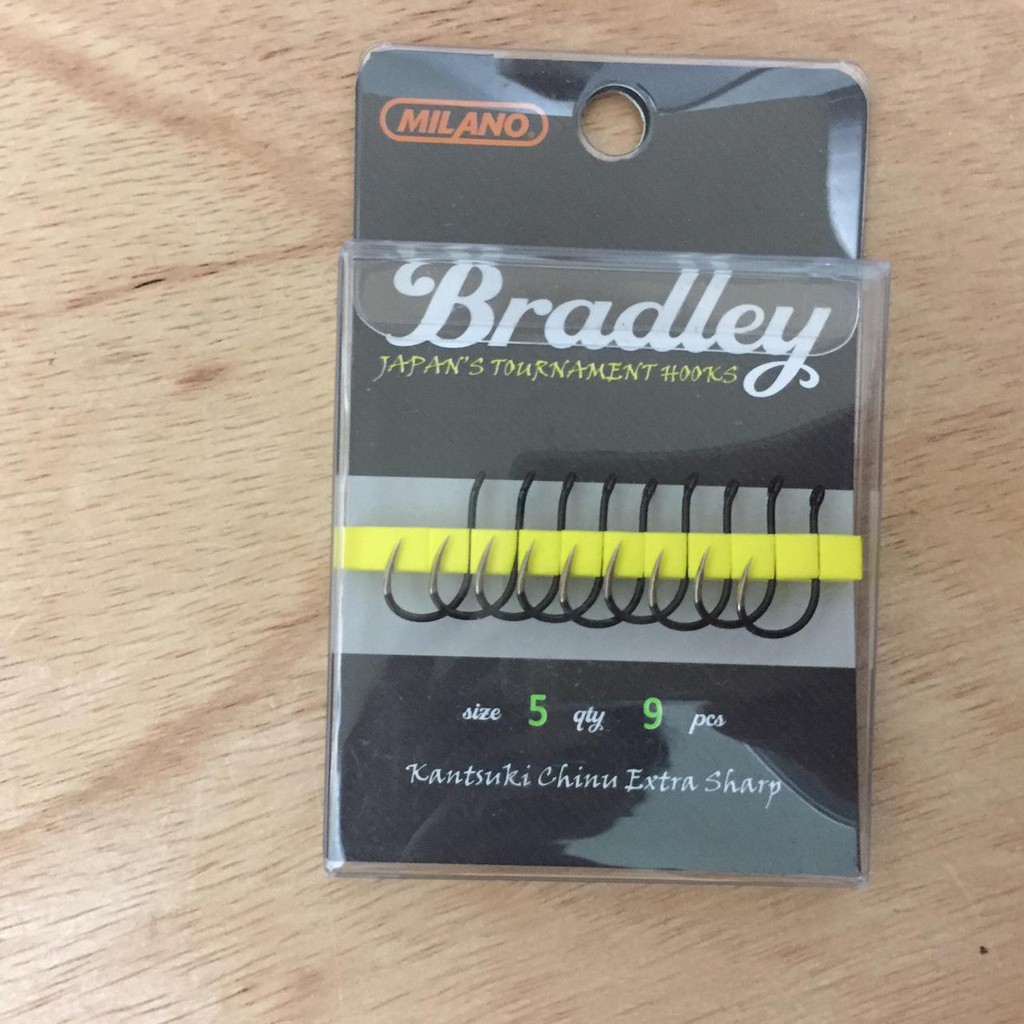 MILANO
Bradley
JAPAN'S TOURNAMENT HOOKS
size 5 qty 9 pcs
Kantsuki Chinu Extra Sharp